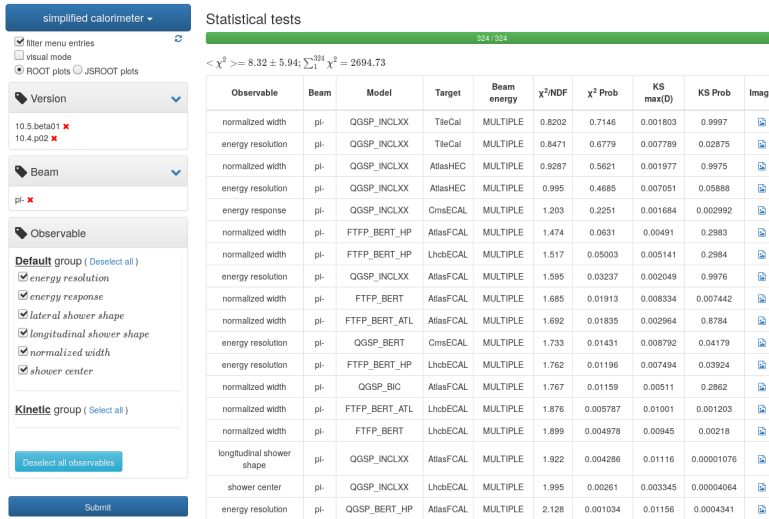 simplified calorimeter
filter menu entries
visual mode
ROOT plots JSROOT plots
Version
10.5.beta01 ✖
10.4.p02 ✖
Beam
pi- ✖
Observable
Default group ( Deselect all )
energy resolution
energy response
lateral shower shape
longitudinal shower shape
normalized width
shower center
Kinetic group ( Select all )
Deselect all observables
Submit
Statistical tests
324 / 324
< χ² >= 8.32 ± 5.94; ∑₁³²⁴ χ² = 2694.73
Observable Beam Model Target Beam energy χ²/NDF χ² Prob KS max(D) KS Prob Imag
normalized width pi- QGSP_INCLXX TileCal MULTIPLE 0.8202 0.7146 0.001803 0.9997
energy resolution pi- QGSP_INCLXX TileCal MULTIPLE 0.8471 0.6779 0.007789 0.02875
normalized width pi- QGSP_INCLXX AtlasHEC MULTIPLE 0.9287 0.5621 0.001977 0.9975
energy resolution pi- QGSP_INCLXX AtlasHEC MULTIPLE 0.995 0.4685 0.007051 0.05888
energy response pi- QGSP_INCLXX CmsECAL MULTIPLE 1.203 0.2251 0.001684 0.002992
normalized width pi- FTFP_BERT_HP AtlasFCAL MULTIPLE 1.474 0.0631 0.00491 0.2983
normalized width pi- FTFP_BERT_HP LhcbECAL MULTIPLE 1.517 0.05003 0.005141 0.2984
energy resolution pi- QGSP_INCLXX AtlasFCAL MULTIPLE 1.595 0.03237 0.002049 0.9976
normalized width pi- FTFP_BERT AtlasFCAL MULTIPLE 1.685 0.01913 0.008334 0.007442
normalized width pi- FTFP_BERT_ATL AtlasFCAL MULTIPLE 1.692 0.01835 0.002964 0.8784
energy resolution pi- QGSP_BERT CmsECAL MULTIPLE 1.733 0.01431 0.008792 0.04179
energy resolution pi- FTFP_BERT_HP LhcbECAL MULTIPLE 1.762 0.01196 0.007494 0.03924
normalized width pi- QGSP_BIC AtlasFCAL MULTIPLE 1.767 0.01159 0.00511 0.2862
normalized width pi- FTFP_BERT_ATL LhcbECAL MULTIPLE 1.876 0.005787 0.01001 0.001203
normalized width pi- FTFP_BERT LhcbECAL MULTIPLE 1.899 0.004978 0.00945 0.00218
longitudinal shower shape pi- QGSP_INCLXX AtlasFCAL MULTIPLE 1.922 0.004286 0.01116 0.00001076
shower center pi- QGSP_INCLXX LhcbECAL MULTIPLE 1.995 0.00261 0.003345 0.00004064
energy resolution pi- QGSP_BERT_HP AtlasFCAL MULTIPLE 2.128 0.001034 0.01156 0.0004341